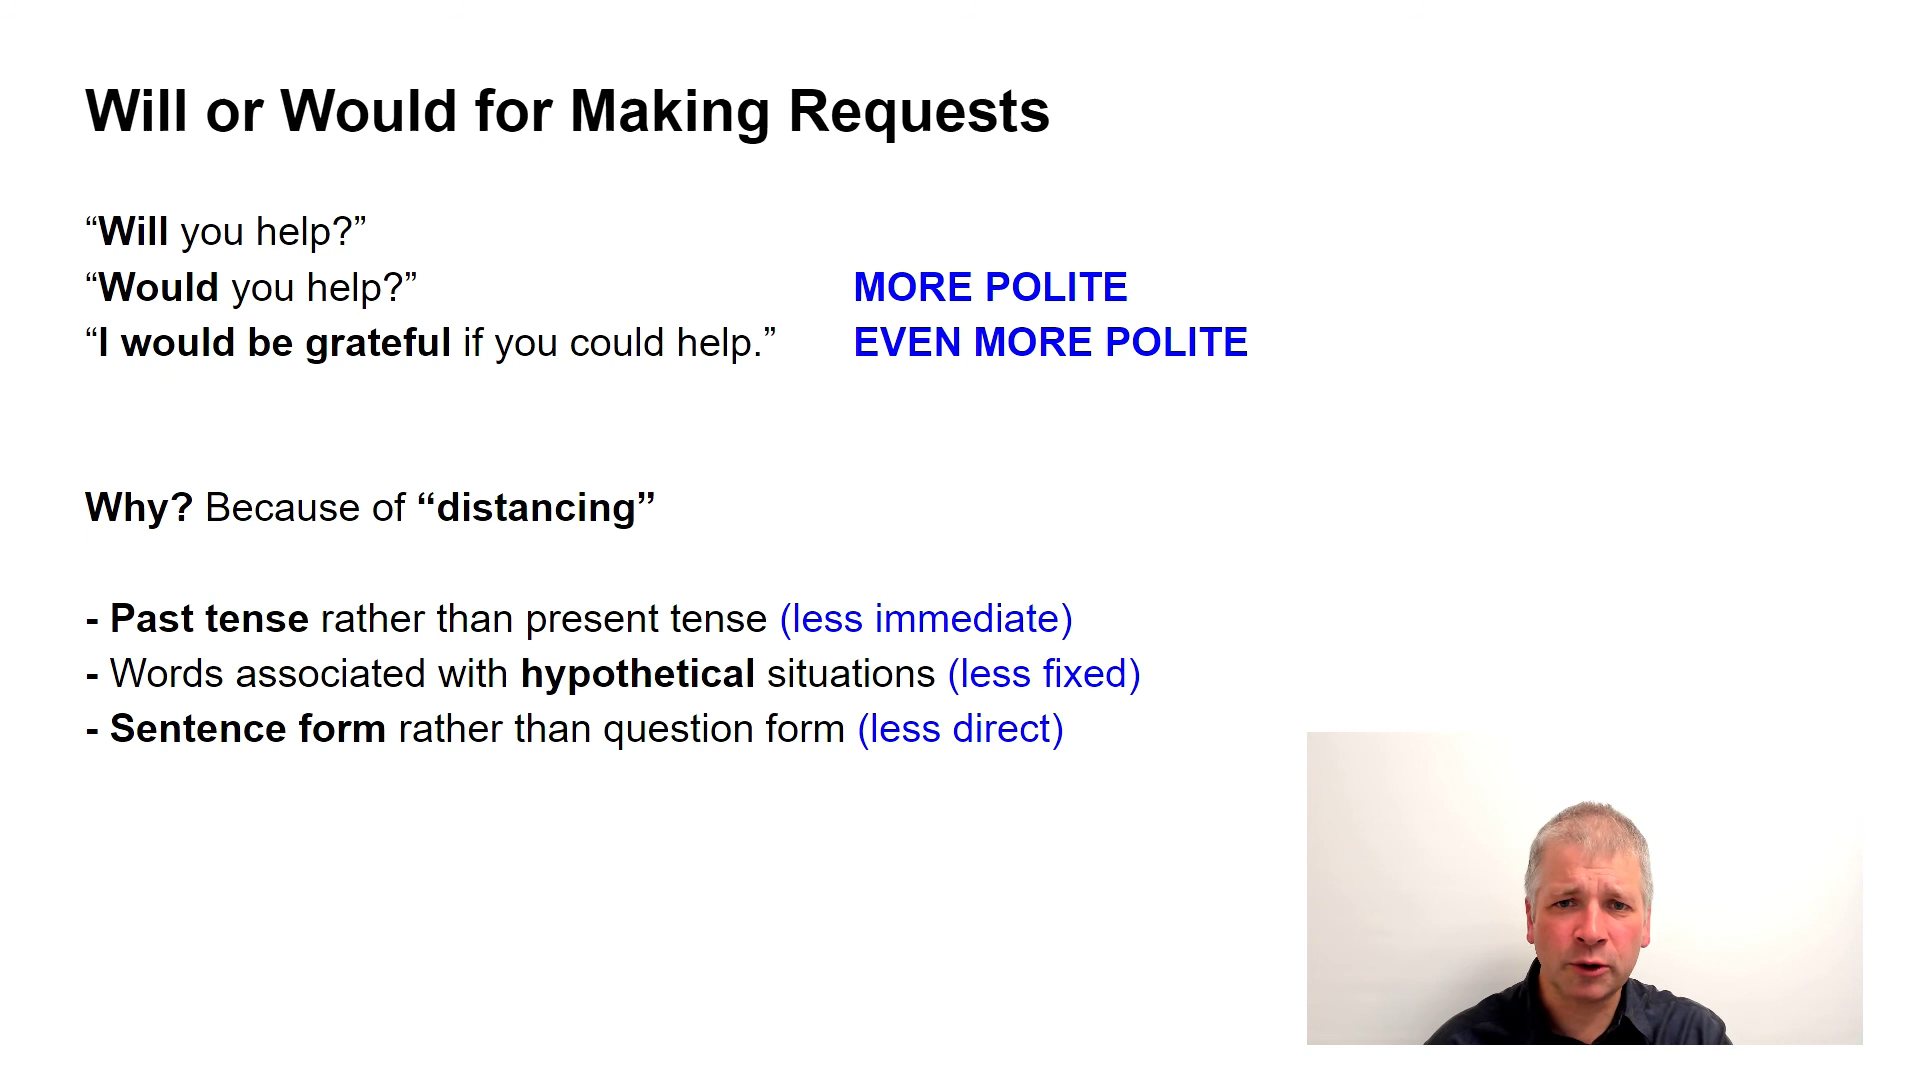 Will or Would for Making Requests
“Will you help?”
“Would you help?” MORE POLITE
“I would be grateful if you could help.” EVEN MORE POLITE
Why? Because of “distancing”
- Past tense rather than present tense (less immediate)
- Words associated with hypothetical situations (less fixed)
- Sentence form rather than question form (less direct)